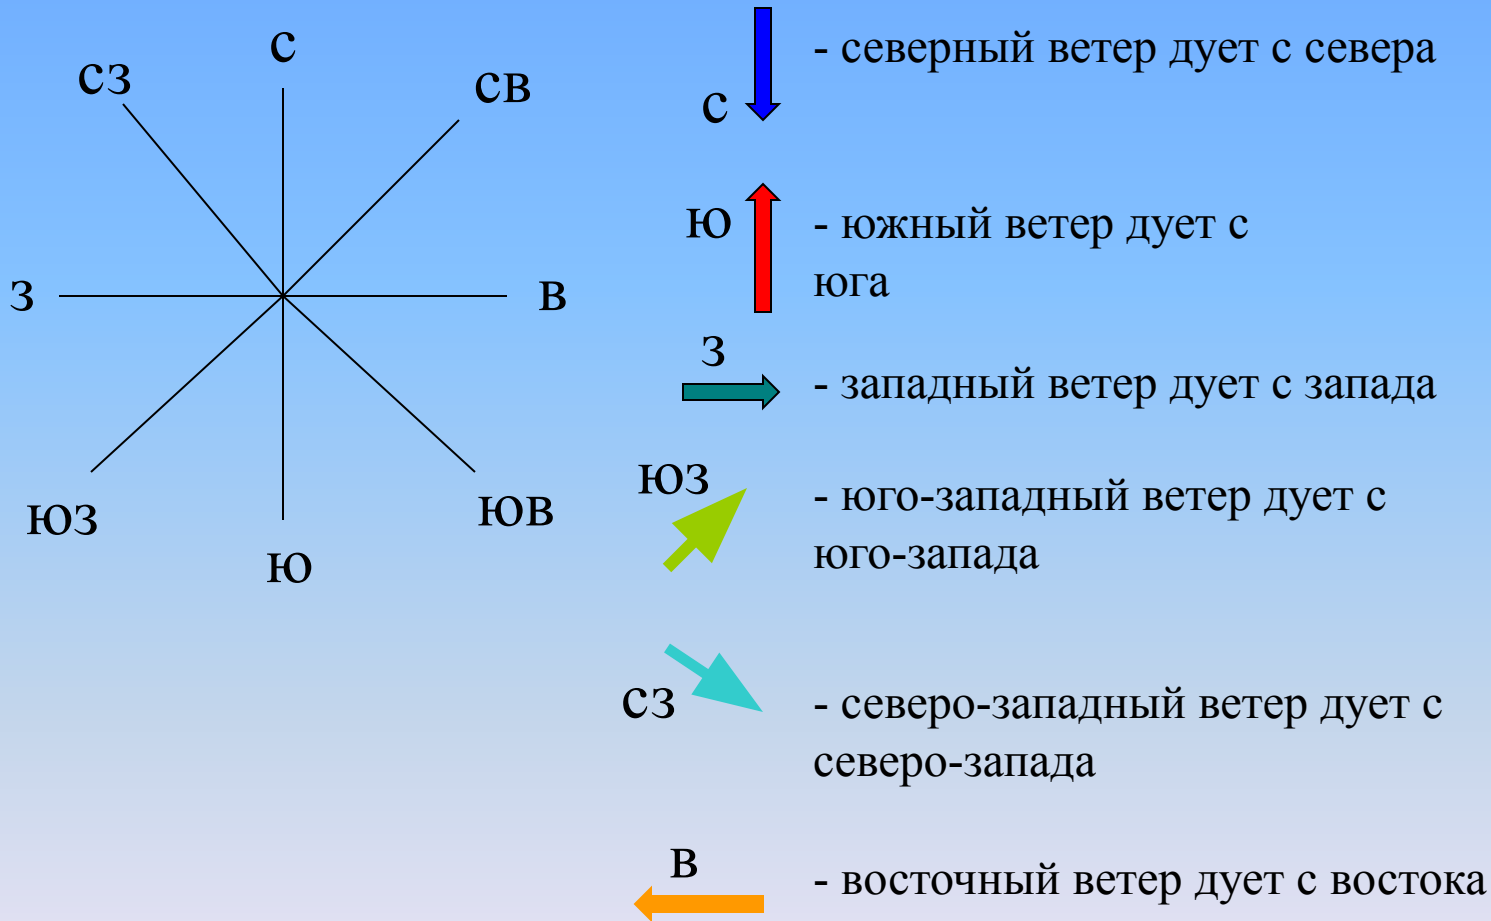 с
сз
св
з
в
юз
юв
ю
с
- северный ветер дует с севера
ю
- южный ветер дует с
юга
з
- западный ветер дует с запада
юз
- юго-западный ветер дует с
юго-запада
сз
- северо-западный ветер дует с
северо-запада
в
- восточный ветер дует с востока